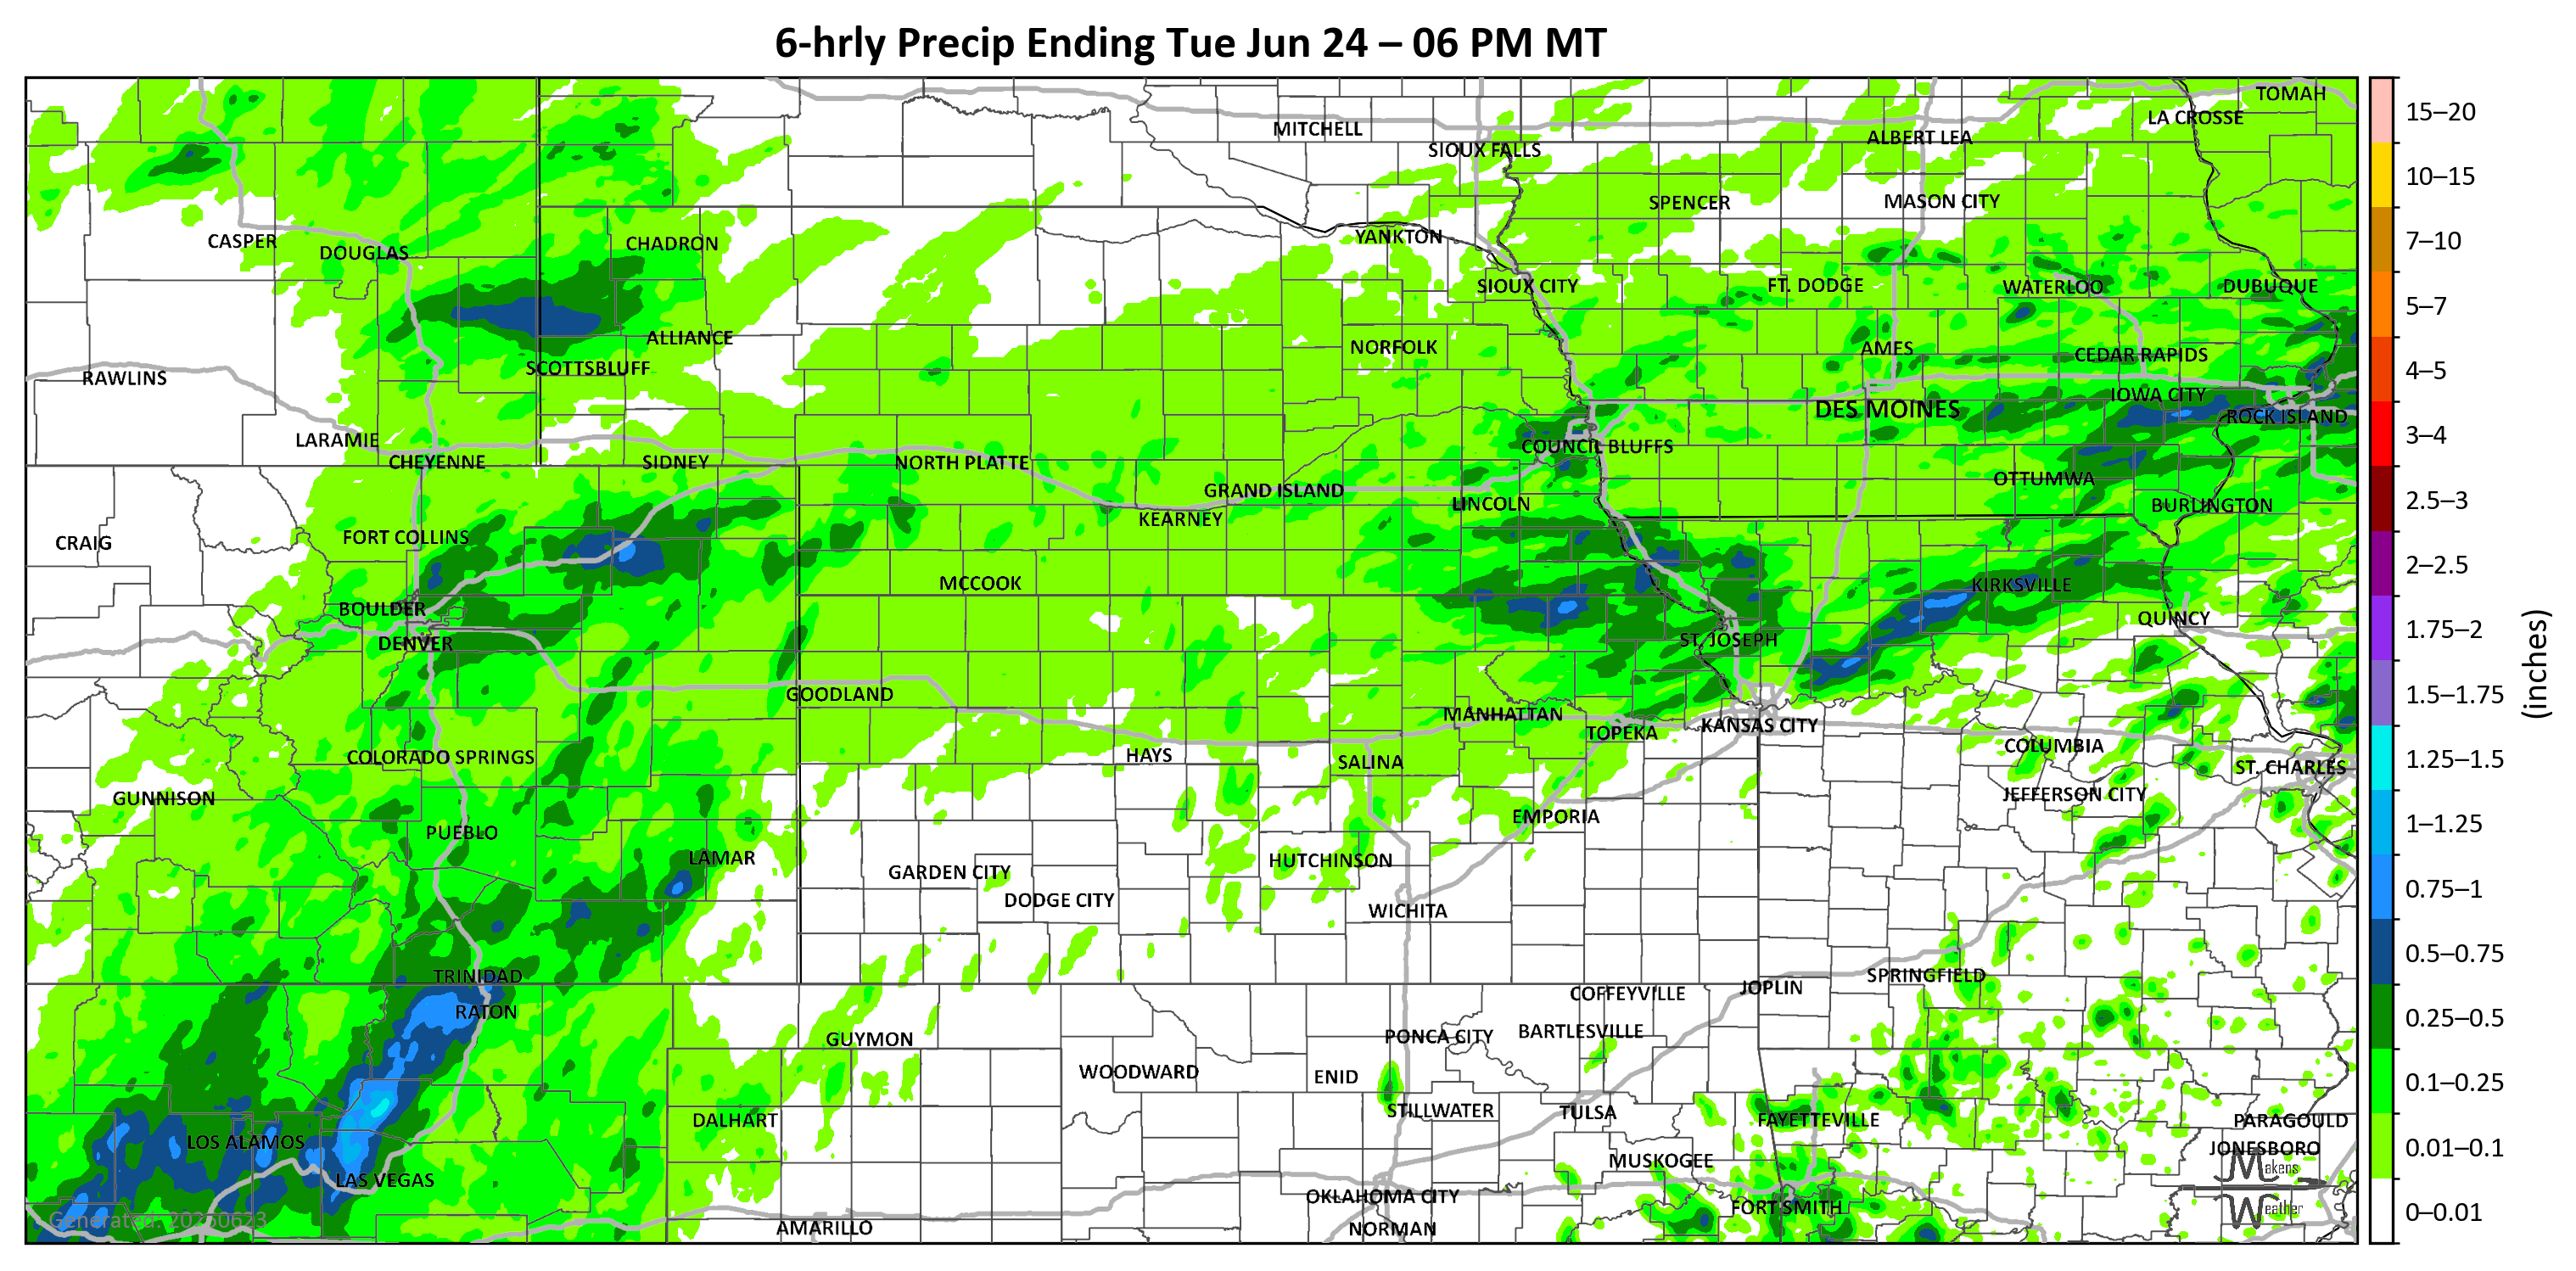 6-hrly Precip Ending Tue Jun 24 – 06 PM MT
TOMAH
LA CROSSE
MITCHELL
ALBERT LEA
SIOUX FALLS
SPENCER
MASON CITY
YANKTON
CASPER
CHADRON
DOUGLAS
SIOUX CITY
FT. DODGE
WATERLOO
DUBUQUE
ALLIANCE
NORFOLK
AMES
CEDAR RAPIDS
SCOTTSBLUFF
RAWLINS
IOWA CITY
DES MOINES
ROCK ISLAND
LARAMIE
COUNCIL BLUFFS
CHEYENNE
SIDNEY
NORTH PLATTE
OTTUMWA
GRAND ISLAND
LINCOLN
BURLINGTON
KEARNEY
FORT COLLINS
CRAIG
MCCOOK
KIRKSVILLE
BOULDER
QUINCY
DENVER
ST. JOSEPH
GOODLAND
MANHATTAN
KANSAS CITY
TOPEKA
COLUMBIA
HAYS
COLORADO SPRINGS
SALINA
ST. CHARLES
GUNNISON
JEFFERSON CITY
EMPORIA
PUEBLO
LAMAR
HUTCHINSON
GARDEN CITY
DODGE CITY
WICHITA
TRINIDAD
SPRINGFIELD
JOPLIN
COFFEYVILLE
RATON
BARTLESVILLE
PONCA CITY
GUYMON
WOODWARD
ENID
STILLWATER
TULSA
DALHART
FAYETTEVILLE
PARAGOULD
LOS ALAMOS
JONESBORO
MUSKOGEE
LAS VEGAS
OKLAHOMA CITY
FORT SMITH
AMARILLO
NORMAN
Generated: 20250623
Makens
Weather
15–20
10–15
7–10
5–7
4–5
3–4
2.5–3
2–2.5
1.75–2
1.5–1.75
1.25–1.5
1–1.25
0.75–1
0.5–0.75
0.25–0.5
0.1–0.25
0.01–0.1
0–0.01
(inches)